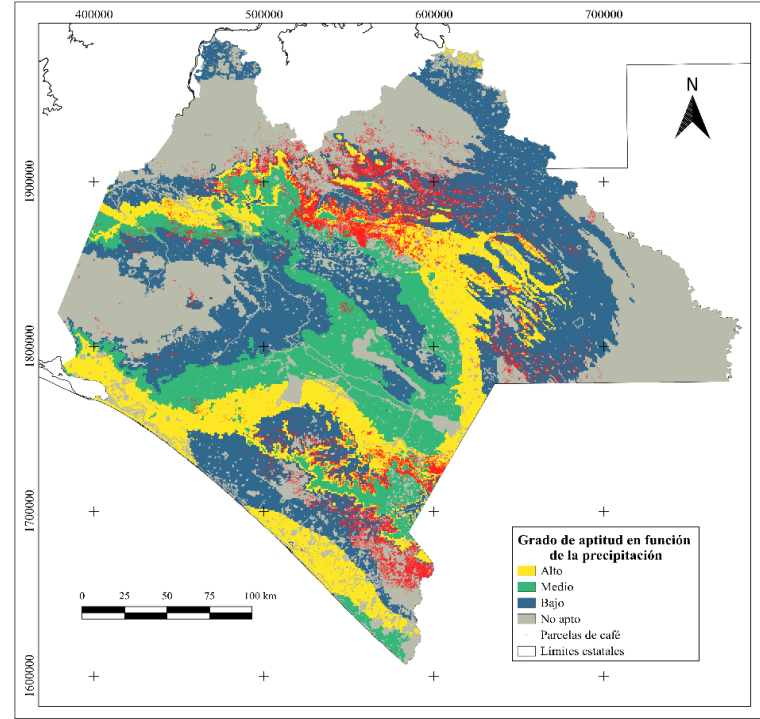 400000 500000 600000 700000
N
1900000
1800000
1700000
1600000
Grado de aptitud en función
de la precipitación
Alto
Medio
Bajo
No apto
Parcelas de café
Límites estatales
0 25 50 75 100 km